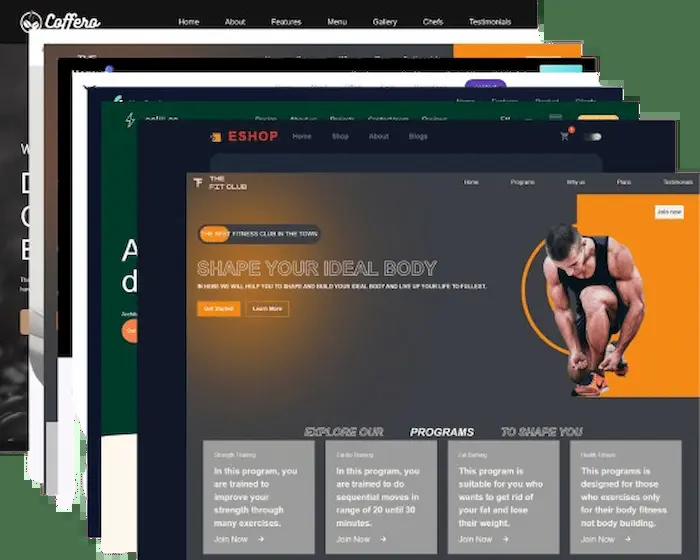 Coffero
Home About Features Menu Gallery Chefs Testimonials
THE
ESHOP Home Shop About Blogs
THE
FIT CLUB
Home Programs Why us Plans Testimonials
Join now
THE BEST FITNESS CLUB IN THE TOWN
SHAPE YOUR IDEAL BODY
IN HERE WE WILL HELP YOU TO SHAPE AND BUILD YOUR IDEAL BODY AND LIVE UP YOUR LIFE TO FULLEST.
Get Started Learn More
EXPLORE OUR PROGRAMS TO SHAPE YOU
Strength Training
In this program, you
are trained to
improve your
strength through
many exercises.
Join Now
Cardio Training
In this program, you
are trained to do
sequential moves in
range of 20 until 30
minutes.
Join Now
Fat Burning
This program is
suitable for you who
wants to get rid of
your fat and lose
their weight.
Join Now
Health Fitness
This programs is
designed for those
who exercises only
for their body fitness
not body building.
Join Now